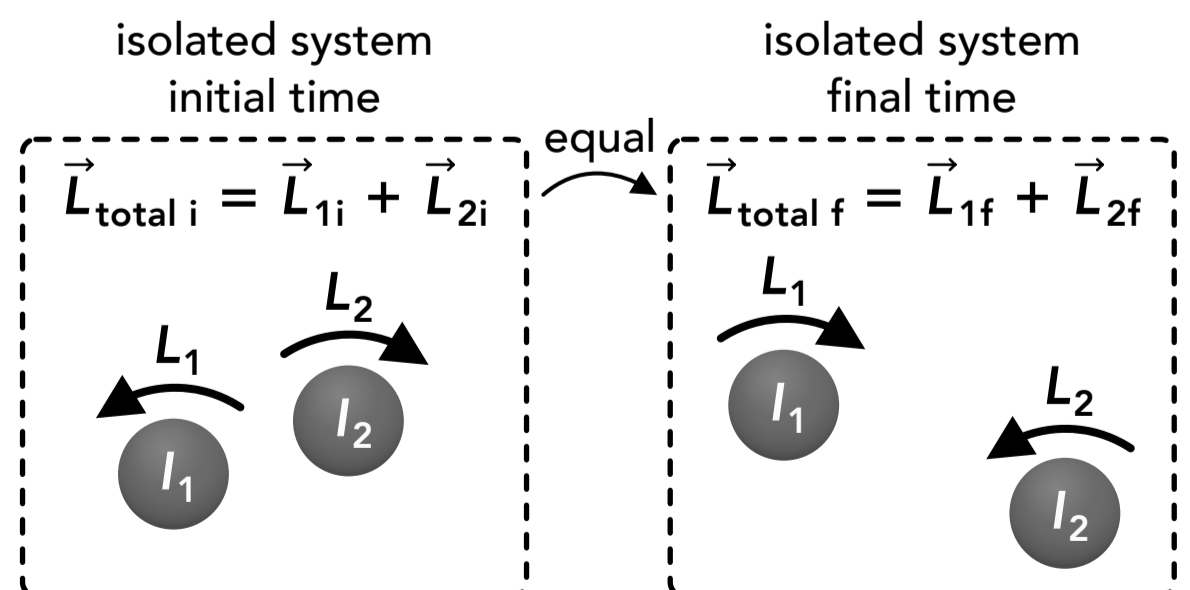 isolated system
initial time
isolated system
final time
equal
L⃗total i = L⃗1i + L⃗2i
L⃗total f = L⃗1f + L⃗2f
L1
L2
I1
I2
L1
L2
I1
I2